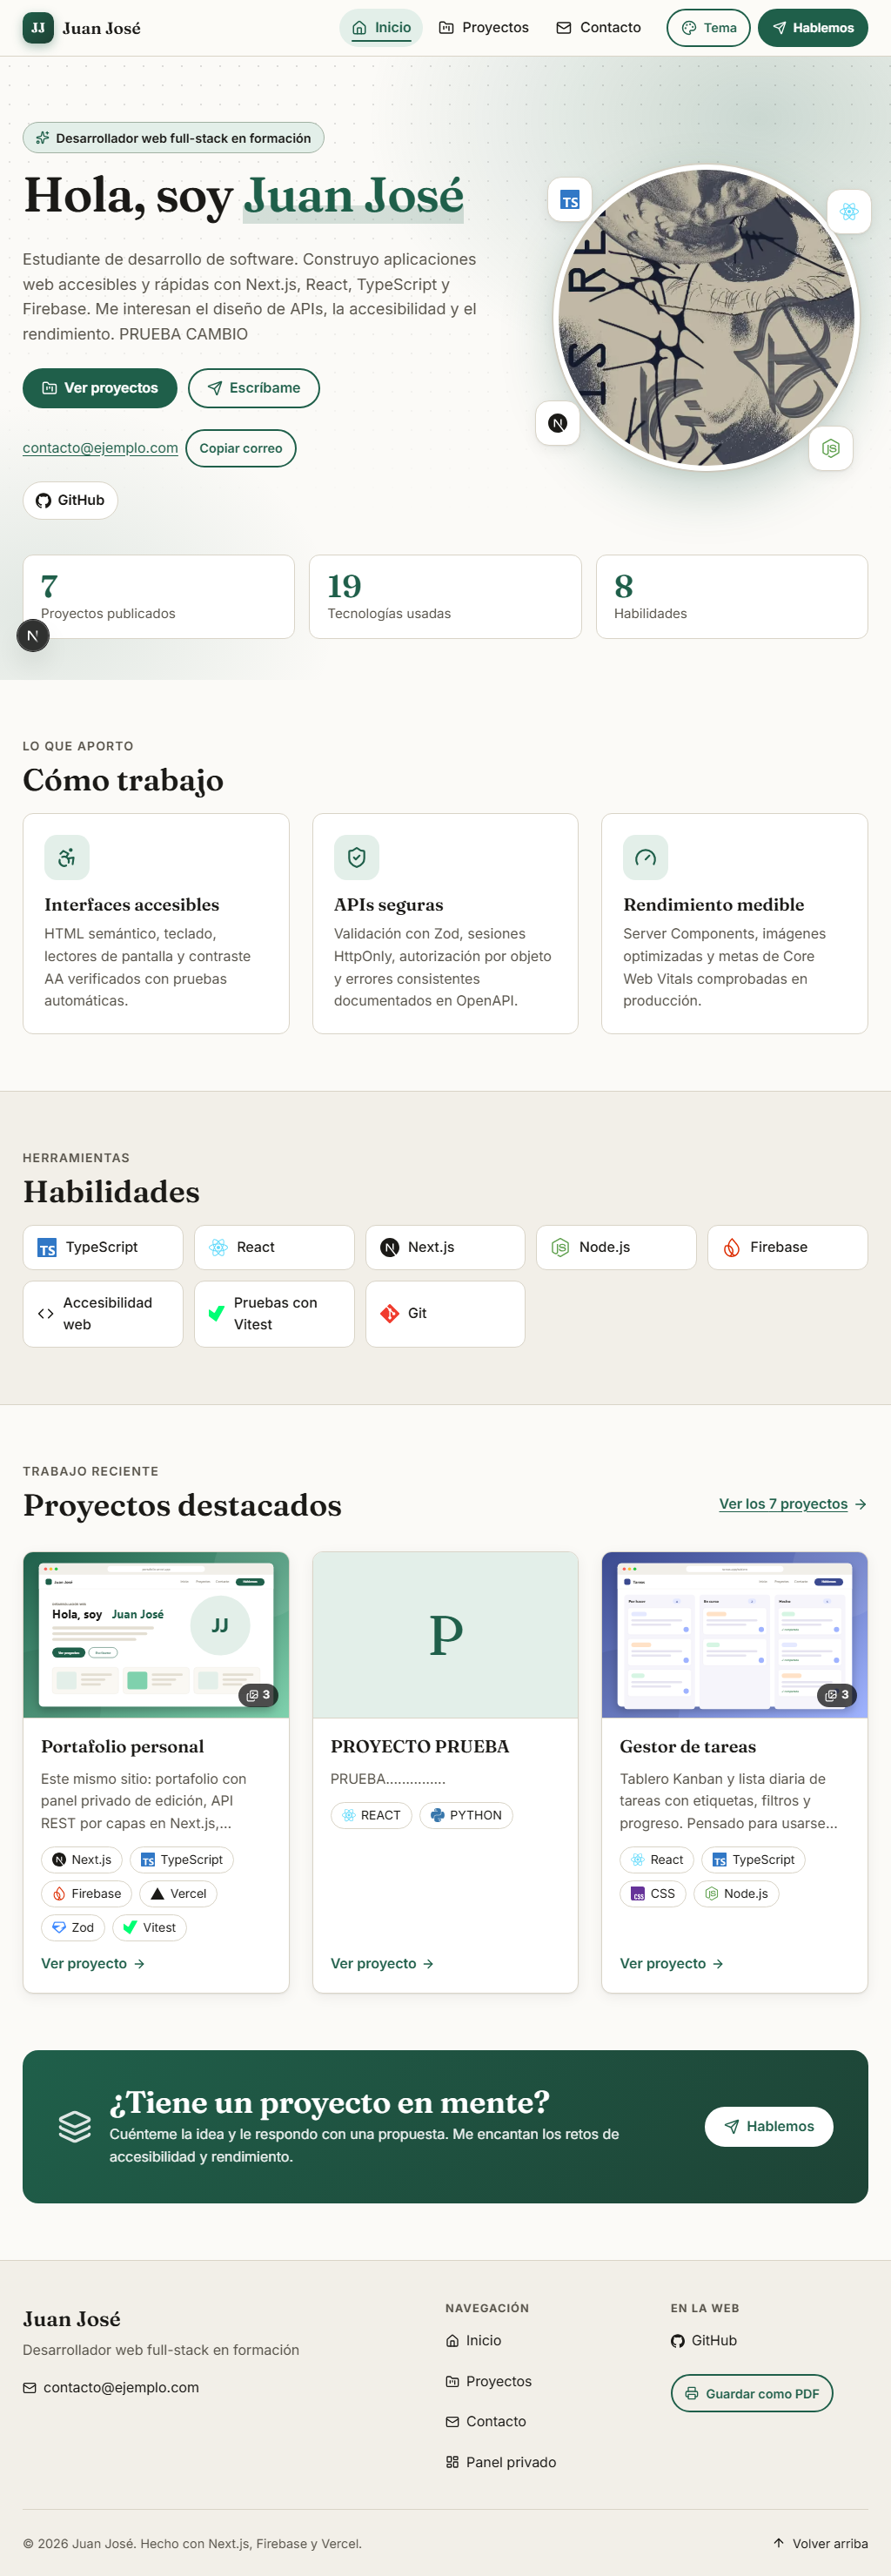 JJ Juan José Inicio Proyectos Contacto Tema Hablemos
Desarrollador web full-stack en formación
Hola, soy Juan José
Estudiante de desarrollo de software. Construyo aplicaciones
web accesibles y rápidas con Next.js, React, TypeScript y
Firebase. Me interesan el diseño de APIs, la accesibilidad y el
rendimiento. PRUEBA CAMBIO
Ver proyectos Escríbame
contacto@ejemplo.com Copiar correo
GitHub
TS
IS RE
N
JS
7
Proyectos publicados
19
Tecnologías usadas
8
Habilidades
N
LO QUE APORTO
Cómo trabajo
Interfaces accesibles
HTML semántico, teclado,
lectores de pantalla y contraste
AA verificados con pruebas
automáticas.
APIs seguras
Validación con Zod, sesiones
HttpOnly, autorización por objeto
y errores consistentes
documentados en OpenAPI.
Rendimiento medible
Server Components, imágenes
optimizadas y metas de Core
Web Vitals comprobadas en
producción.
HERRAMIENTAS
Habilidades
TS TypeScript React N Next.js JS Node.js Firebase
Accesibilidad
web
Pruebas con
Vitest
Git
TRABAJO RECIENTE
Proyectos destacados
Ver los 7 proyectos
Hola, soy Juan José
JJ
3
Portafolio personal
Este mismo sitio: portafolio con
panel privado de edición, API
REST por capas en Next.js,...
Next.js TypeScript
Firebase Vercel
Zod Vitest
Ver proyecto
P
PROYECTO PRUEBA
PRUEBA...............
REACT PYTHON
Ver proyecto
3
Gestor de tareas
Tablero Kanban y lista diaria de
tareas con etiquetas, filtros y
progreso. Pensado para usarse...
React TypeScript
CSS Node.js
Ver proyecto
¿Tiene un proyecto en mente?
Cuénteme la idea y le respondo con una propuesta. Me encantan los retos de
accesibilidad y rendimiento.
Hablemos
Juan José
Desarrollador web full-stack en formación
contacto@ejemplo.com
NAVEGACIÓN
Inicio
Proyectos
Contacto
Panel privado
EN LA WEB
GitHub
Guardar como PDF
© 2026 Juan José. Hecho con Next.js, Firebase y Vercel.
Volver arriba